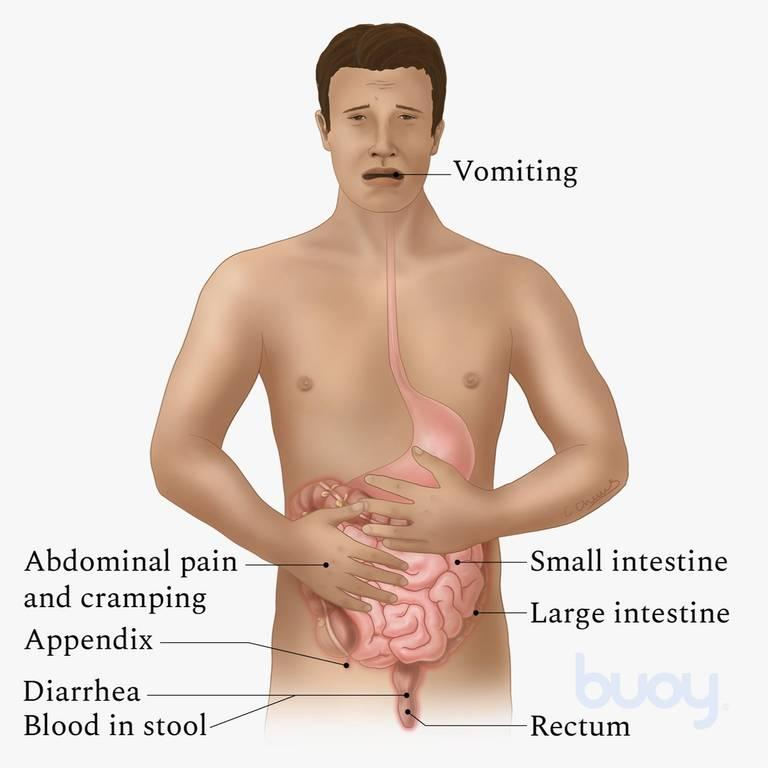 Vomiting
Abdominal pain
and cramping
Small intestine
Large intestine
Appendix
Diarrhea
Blood in stool
Rectum
buoy